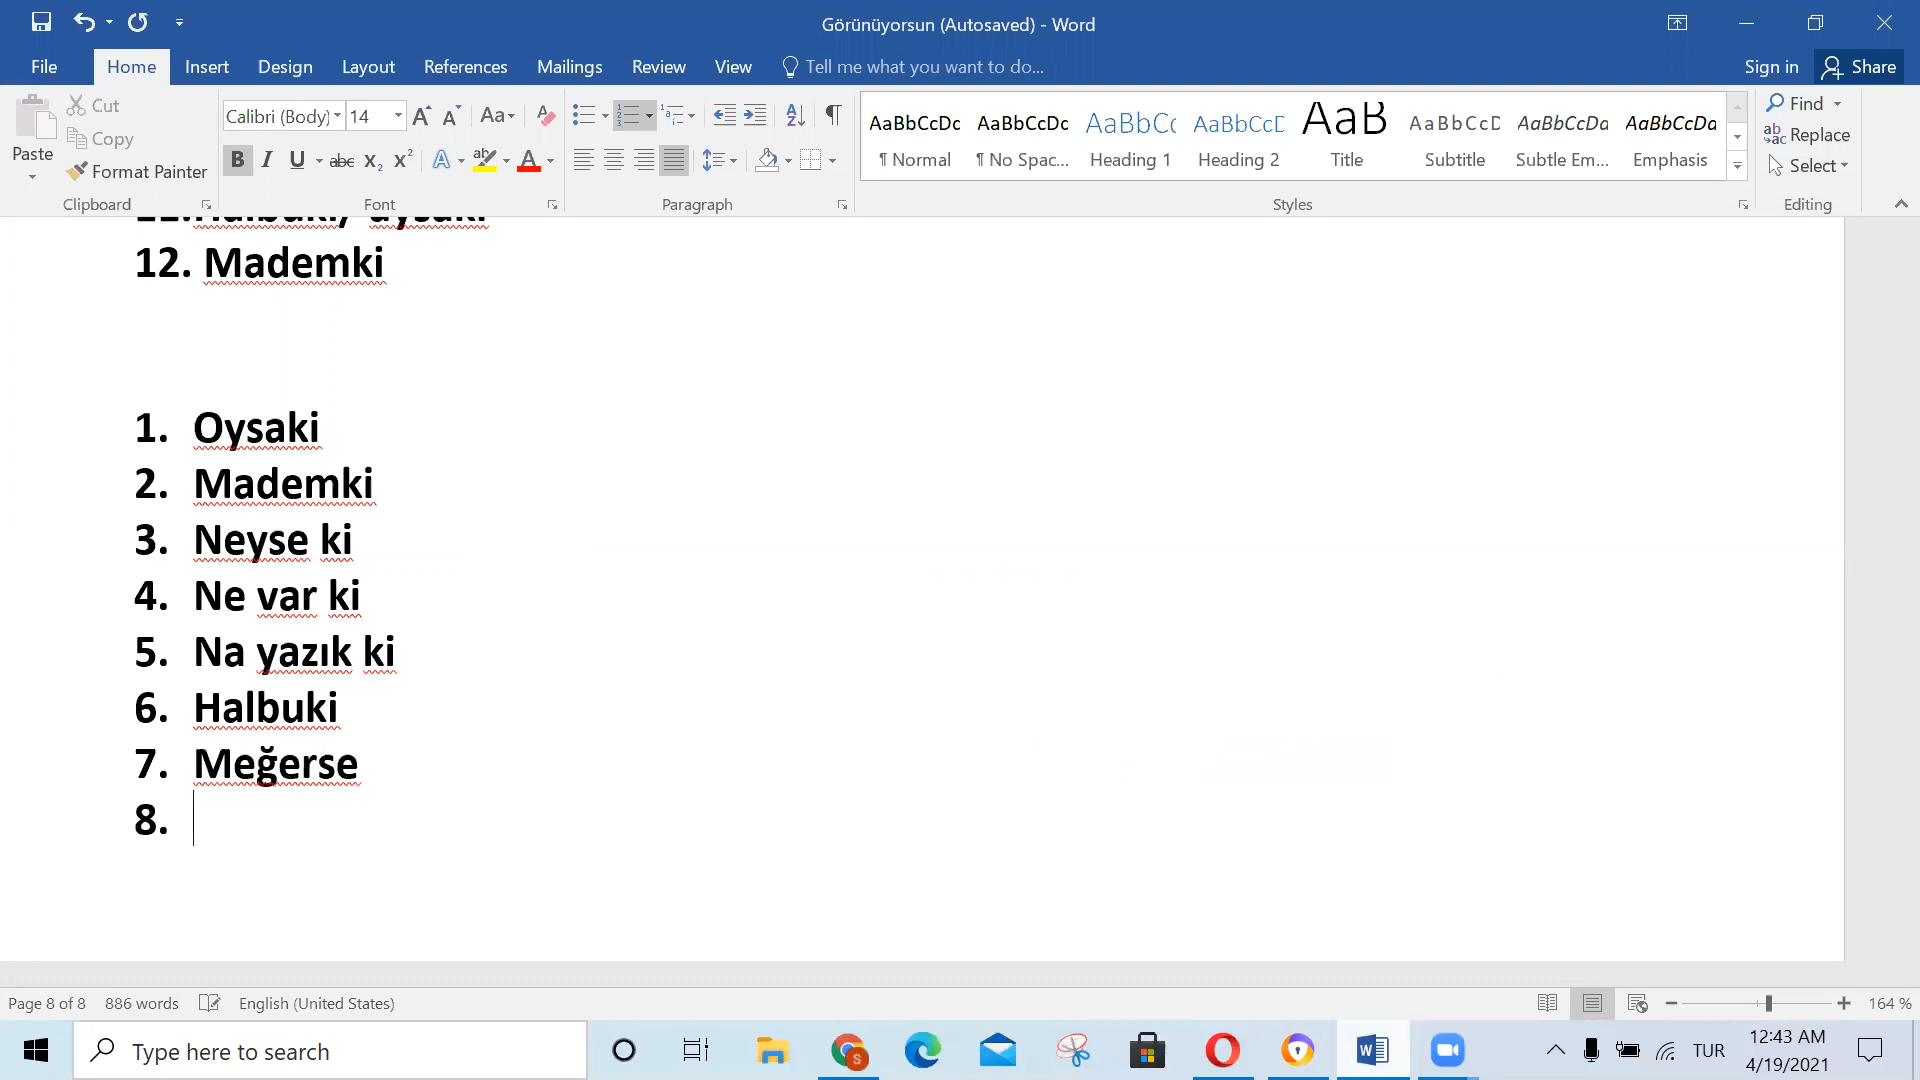 Görünüyorsun (Autosaved) - Word
File Home Insert Design Layout References Mailings Review View Tell me what you want to do... Sign in Share
Cut
Copy
Paste
Format Painter
Clipboard
Calibri (Body) 14
Font
Paragraph
AaBbCcDc AaBbCcDc AaBbCc AaBbCcD AaB AaBbCcD AaBbCcDa AaBbCcDa
¶ Normal ¶ No Spac... Heading 1 Heading 2 Title Subtitle Subtle Em... Emphasis
Styles
Find
Replace
Select
Editing
12. Mademki
1. Oysaki
2. Mademki
3. Neyse ki
4. Ne var ki
5. Na yazık ki
6. Halbuki
7. Meğerse
8.
Page 8 of 8 886 words English (United States) 164 %
Type here to search
TUR
12:43 AM
4/19/2021